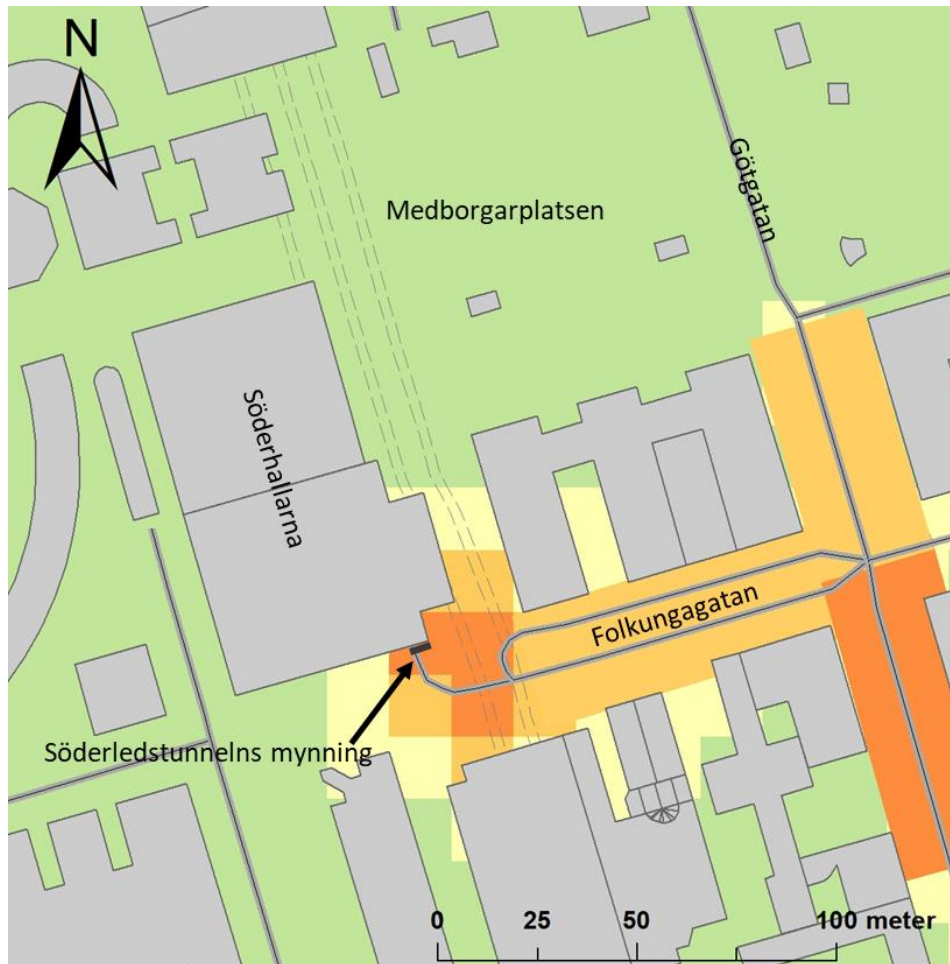 N
Götgatan
Medborgarplatsen
Söderhallarna
Folkungagatan
Söderledstunnelns mynning
0 25 50 100 meter